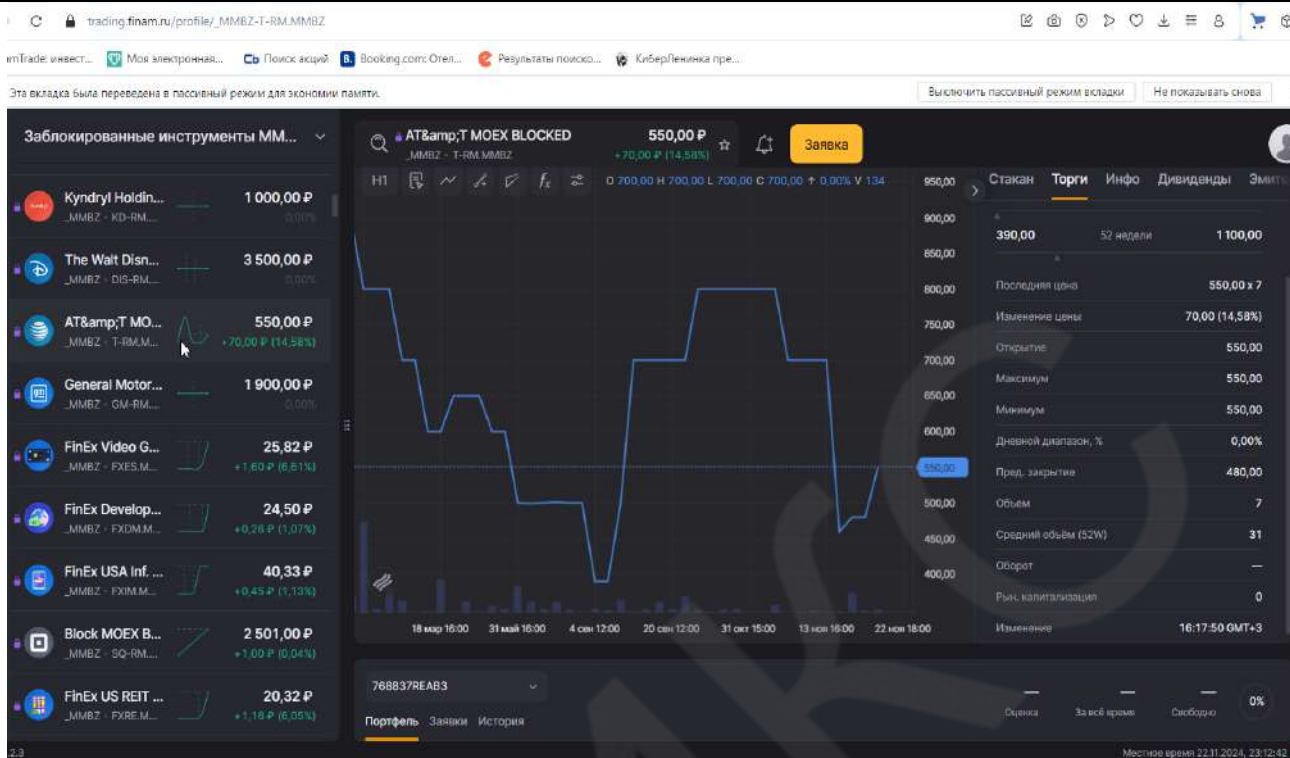 trading.finam.ru/profile/_MMBZ-T-RM.MMBZ
mTrade: инвест... Моя электронная... Сь Поиск акций B. Booking.com: Отел... Результаты поиско... КиберЛенинка пре...
Эта вкладка была переведена в пассивный режим для экономии памяти. Выключить пассивный режим вкладки Не показывать снова
Заблокированные инструменты ММ...
Kyndryl Holdin... 1 000,00 ₽
_MMBZ - KD-RM.... 0,00%
The Walt Disn... 3 500,00 ₽
_MMBZ - DIS-RM.... 0,00%
AT&amp;T MO... 550,00 ₽
_MMBZ - T-RM.M... +70,00 ₽ (14,58%)
General Motor... 1 900,00 ₽
_MMBZ - GM-RM.... 0,00%
FinEx Video G... 25,82 ₽
_MMBZ - FXES.M... +1,60 ₽ (6,61%)
FinEx Develop... 24,50 ₽
_MMBZ - FXDM.M... +0,26 ₽ (1,07%)
FinEx USA Inf. ... 40,33 ₽
_MMBZ - FXIM.M... +0,45 ₽ (1,13%)
Block MOEX B... 2 501,00 ₽
_MMBZ - SQ-RM.... +1,00 ₽ (0,04%)
FinEx US REIT ... 20,32 ₽
_MMBZ - FXRE.M... +1,16 ₽ (6,05%)
2.3
AT&amp;T MOEX BLOCKED 550,00 ₽
_MMBZ - T-RM.MMBZ +70,00 ₽ (14,58%)
Заявка
H1 fx O 700,00 H 700,00 L 700,00 C 700,00 ↑ 0,00% V 134
950,00
900,00
850,00
800,00
750,00
700,00
650,00
600,00
550,00
500,00
450,00
400,00
18 мар 16:00 31 май 16:00 4 сен 12:00 20 сен 12:00 31 окт 15:00 13 ноя 16:00 22 ноя 18:00
Стакан Торги Инфо Дивиденды Эмит
390,00 52 недели 1 100,00
Последняя цена 550,00 x 7
Изменение цены 70,00 (14,58%)
Открытие 550,00
Максимум 550,00
Минимум 550,00
Дневной диапазон, % 0,00%
Пред. закрытие 480,00
Объем 7
Средний объём (52W) 31
Оборот —
Рын. капитализация 0
Изменение 16:17:50 GMT+3
768837REAB3
Портфель Заявки История
— — — 0%
Оценка За всё время Свободно
Местное время 22.11.2024, 23:12:42